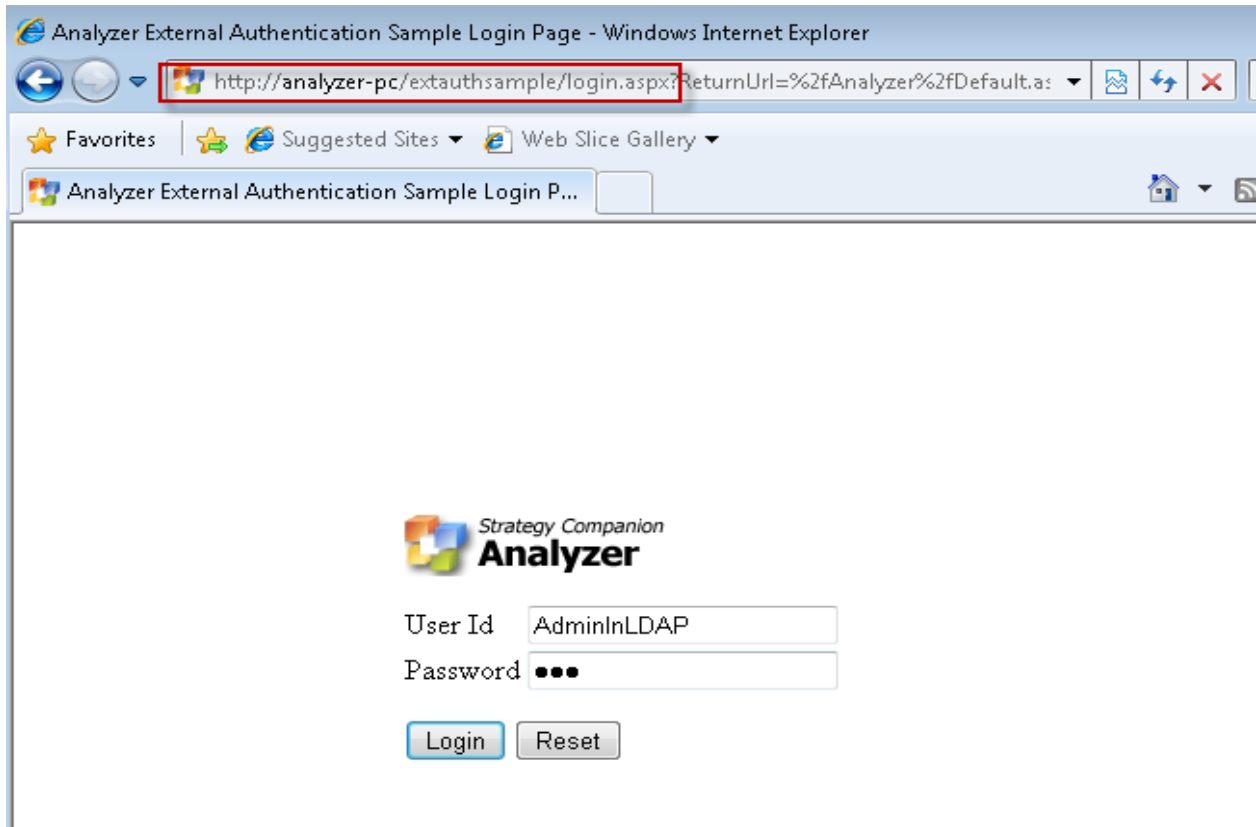 Analyzer External Authentication Sample Login Page - Windows Internet Explorer
http://analyzer-pc/extauthsample/login.aspx?ReturnUrl=%2fAnalyzer%2fDefault.as
Favorites Suggested Sites Web Slice Gallery
Analyzer External Authentication Sample Login P...
Strategy Companion
Analyzer
User Id AdminInLDAP
Password •••
Login Reset